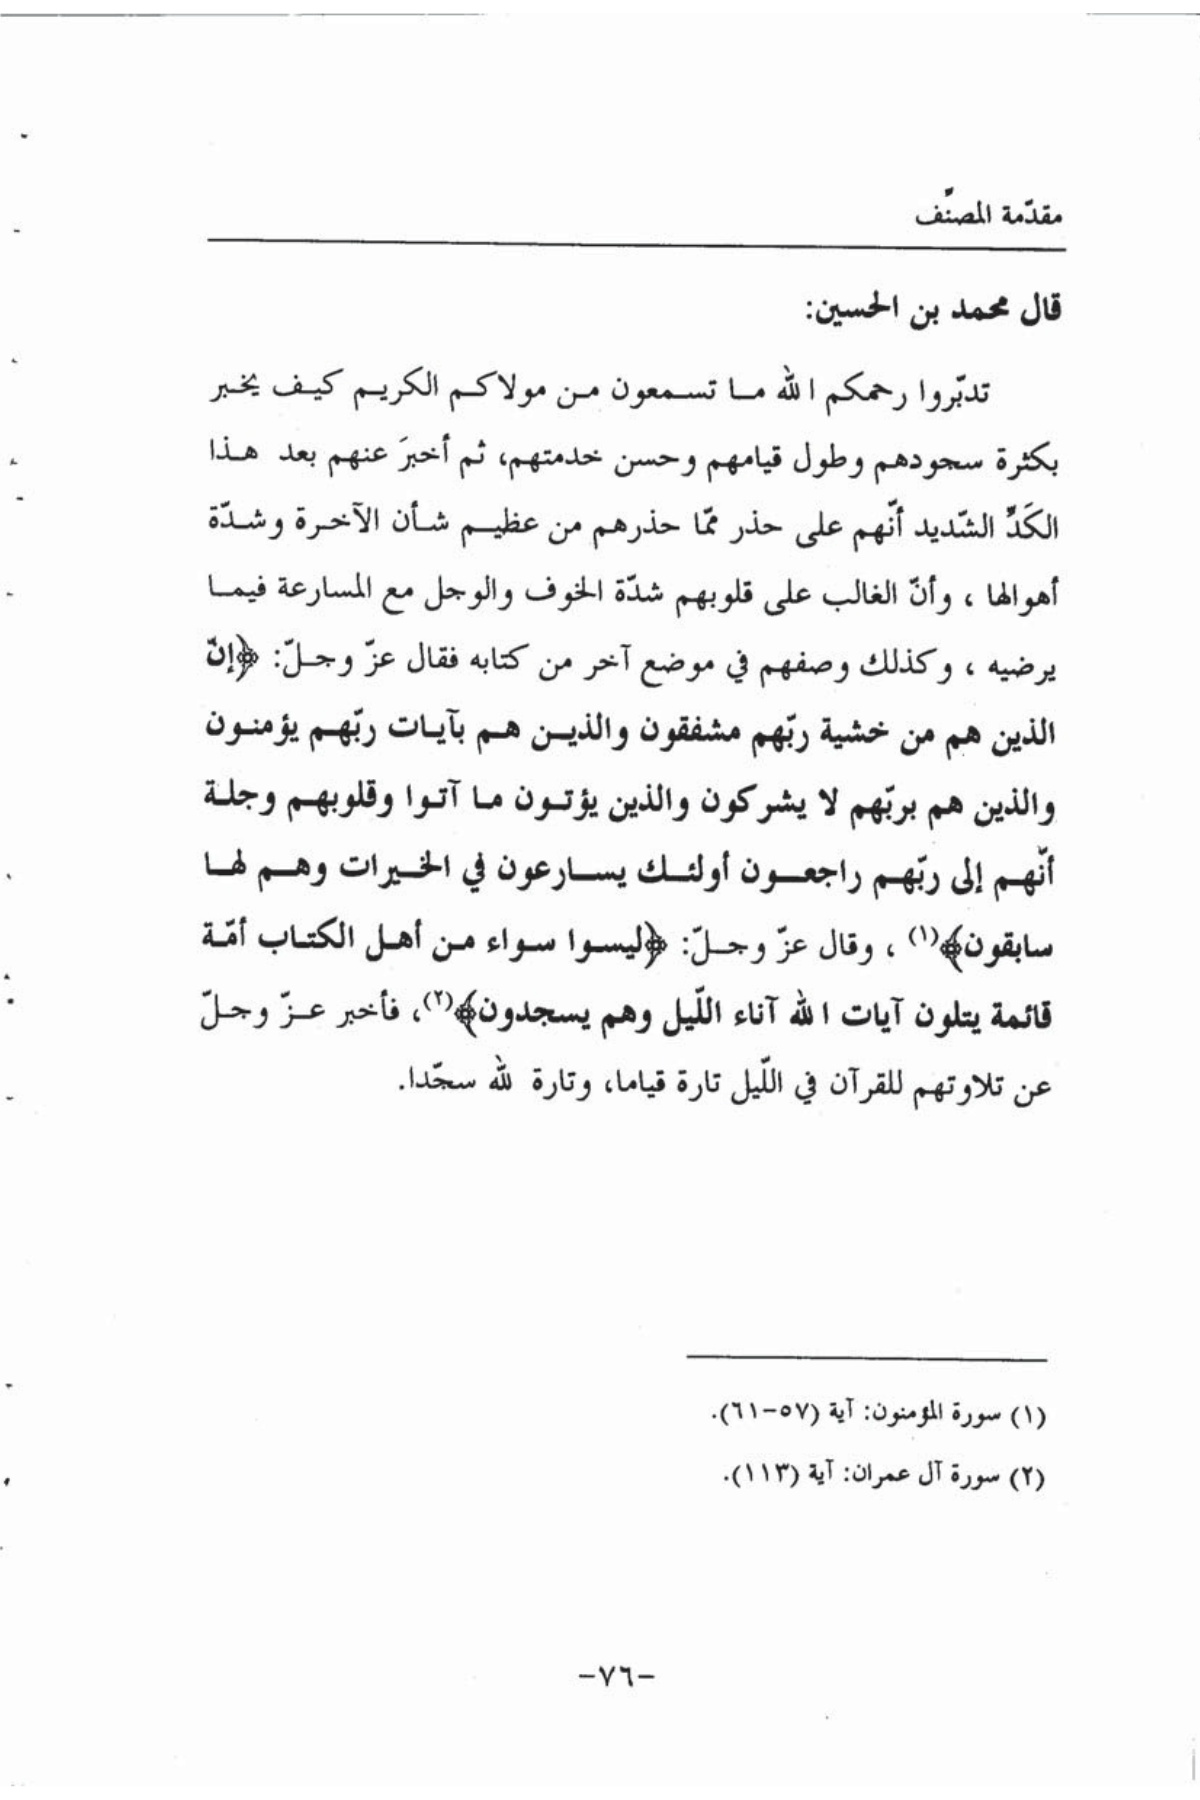 مقدّمة المصنِّف
قال محمد بن الحسين:
تدبّروا رحمكم الله ما تسمعون من مولاكم الكريم كيف يخبر
بكثرة سجودهم وطول قيامهم وحسن خدمتهم، ثم أخبرَ عنهم بعد هذا
الكَدِّ الشّديد أنّهم على حذر ممّا حذرهم من عظيم شأن الآخرة وشدّة
أهوالها ، وأنّ الغالب على قلوبهم شدّة الخوف والوجل مع المسارعة فيما
يرضيه ، وكذلك وصفهم في موضع آخر من كتابه فقال عزّ وجلّ: ﴿إنّ
الذين هم من خشية ربّهم مشفقون والذين هم بآيات ربّهم يؤمنون
والذين هم بربّهم لا يشركون والذين يؤتون ما آتوا وقلوبهم وجلة
أنّهم إلى ربّهم راجعون أولئك يسارعون في الخيرات وهم لها
سابقون﴾(١) ، وقال عزّ وجلّ: ﴿ليسوا سواء من أهل الكتاب أمّة
قائمة يتلون آيات الله آناء اللّيل وهم يسجدون﴾(٢)، فأخبر عزّ وجلّ
عن تلاوتهم للقرآن في اللّيل تارة قياما، وتارة لله سجّدا.
(١) سورة المؤمنون: آية (٥٧-٦١).
(٢) سورة آل عمران: آية (١١٣).
-٧٦-